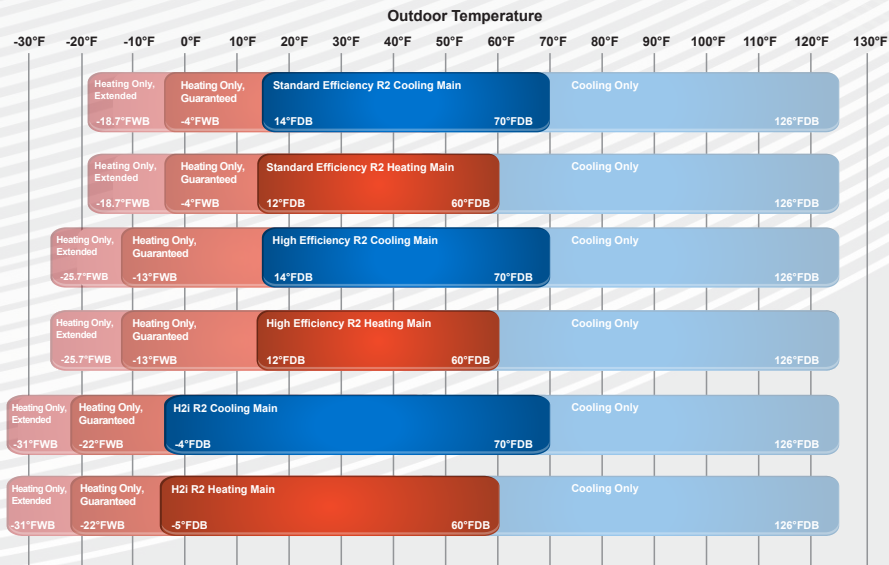 Outdoor Temperature
-30°F -20°F -10°F 0°F 10°F 20°F 30°F 40°F 50°F 60°F 70°F 80°F 90°F 100°F 110°F 120°F 130°F
Heating Only,
Extended
-18.7°FWB
Heating Only,
Guaranteed
-4°FWB
Standard Efficiency R2 Cooling Main
14°FDB 70°FDB
Cooling Only
126°FDB
Heating Only,
Extended
-18.7°FWB
Heating Only,
Guaranteed
-4°FWB
Standard Efficiency R2 Heating Main
12°FDB 60°FDB
Cooling Only
126°FDB
Heating Only,
Extended
-25.7°FWB
Heating Only,
Guaranteed
-13°FWB
High Efficiency R2 Cooling Main
14°FDB 70°FDB
Cooling Only
126°FDB
Heating Only,
Extended
-25.7°FWB
Heating Only,
Guaranteed
-13°FWB
High Efficiency R2 Heating Main
12°FDB 60°FDB
Cooling Only
126°FDB
Heating Only,
Extended
-31°FWB
Heating Only,
Guaranteed
-22°FWB
H2i R2 Cooling Main
-4°FDB 70°FDB
Cooling Only
126°FDB
Heating Only,
Extended
-31°FWB
Heating Only,
Guaranteed
-22°FWB
H2i R2 Heating Main
-5°FDB 60°FDB
Cooling Only
126°FDB